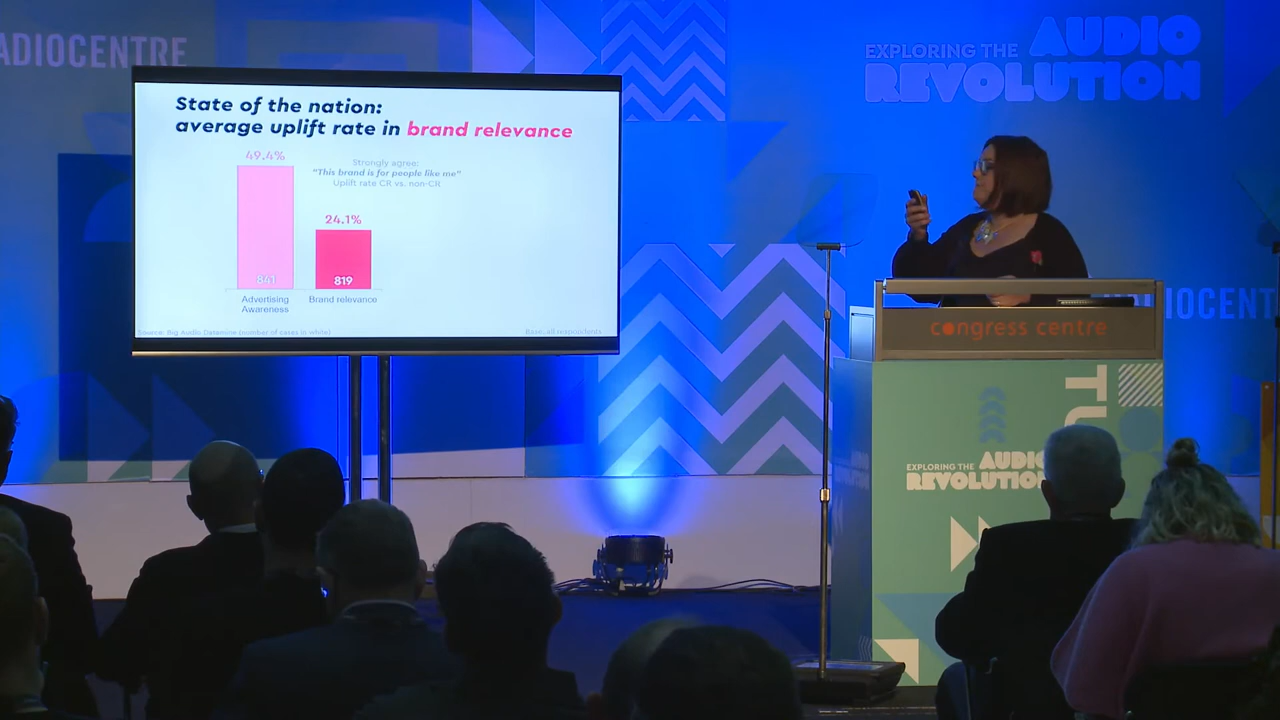 ADIOCENTRE
EXPLORING THE AUDIO
REVOLUTION
State of the nation:
average uplift rate in brand relevance
49.4%
Strongly agree:
"This brand is for people like me"
Uplift rate CR vs. non-CR
24.1%
841
819
Advertising
Awareness
Brand relevance
Source: Big Audio Datamine (number of cases in white)
Base: all respondents
DIOCENT
congress centre
TU
EXPLORING THE AUDIO
REVOLUTION